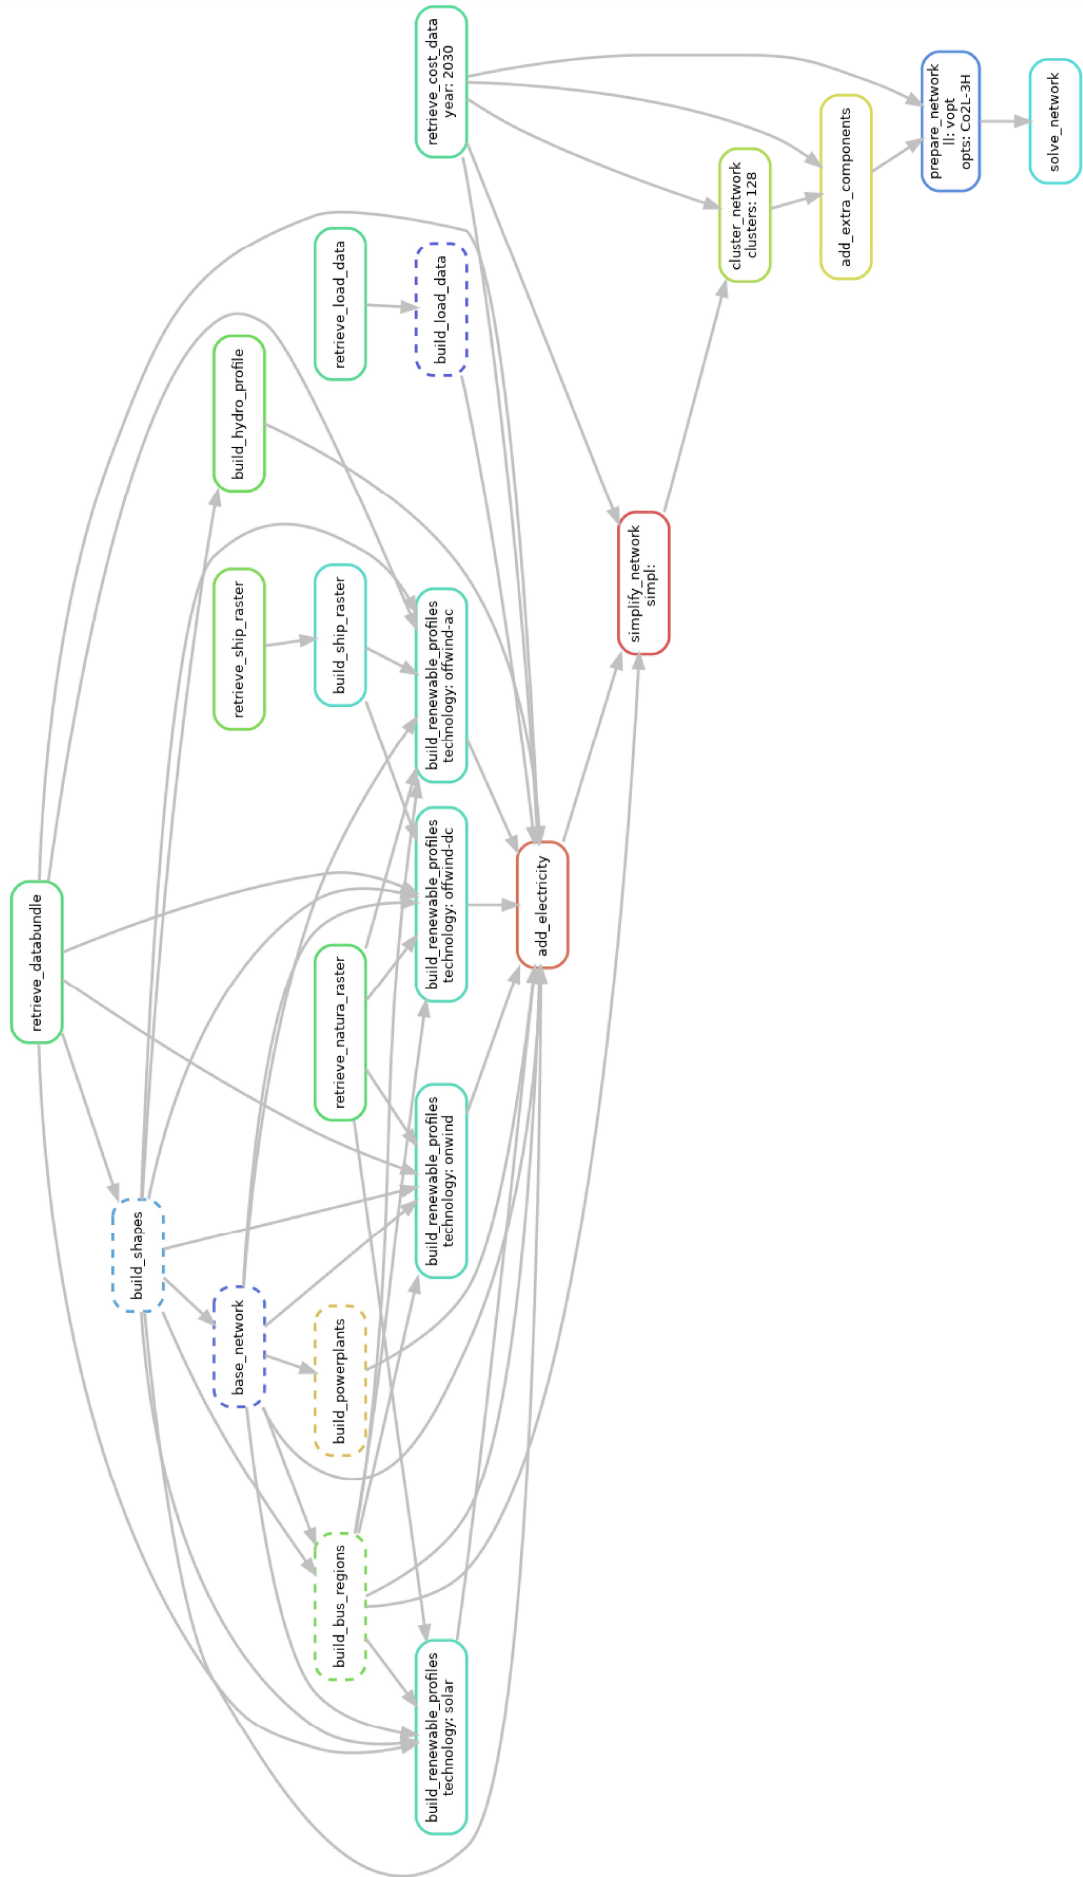 retrieve_databundle
build_shapes
base_network
build_hydro_profile
retrieve_ship_raster
build_bus_regions
build_powerplants
retrieve_natura_raster
build_ship_raster
retrieve_load_data
build_renewable_profiles
technology: solar
build_renewable_profiles
technology: onwind
build_renewable_profiles
technology: offwind-dc
build_renewable_profiles
technology: offwind-ac
build_load_data
retrieve_cost_data
year: 2030
add_electricity
simplify_network
simpl:
cluster_network
clusters: 128
add_extra_components
prepare_network
ll: vopt
opts: Co2L-3H
solve_network